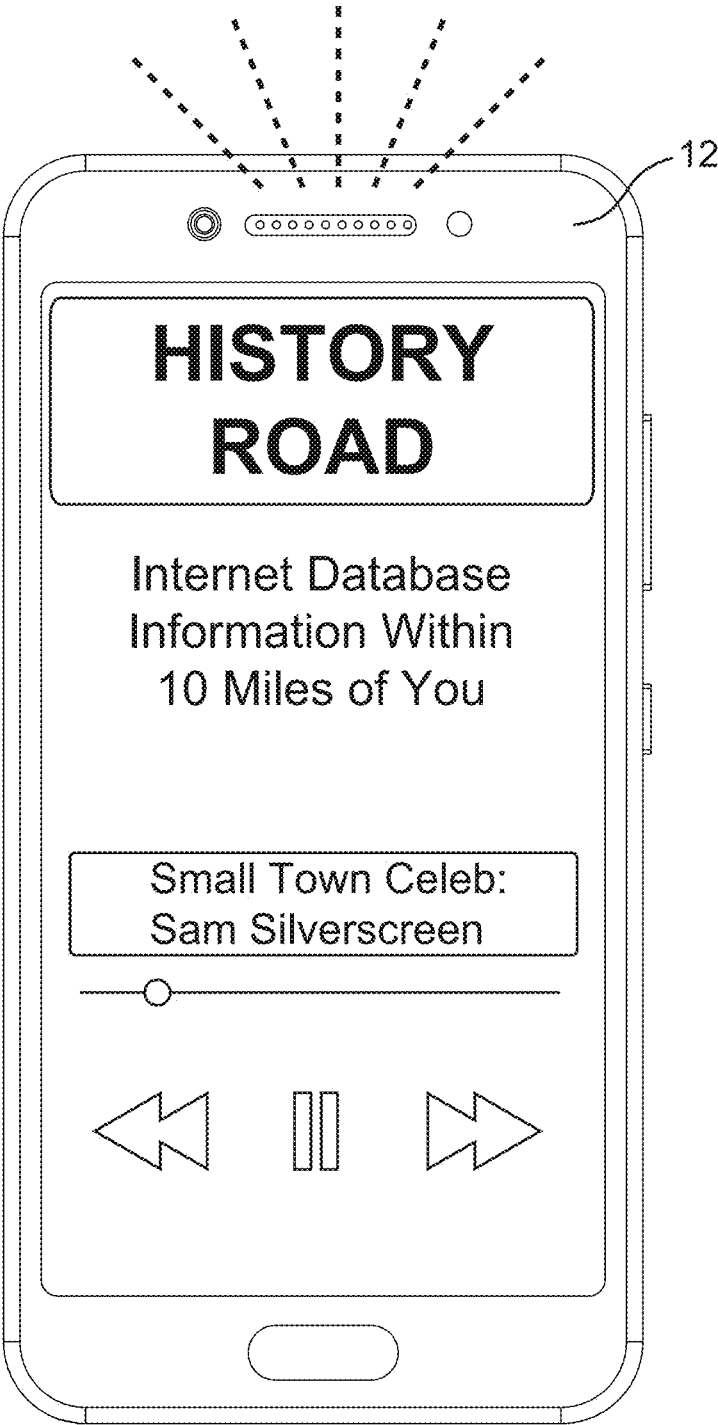 12
HISTORY
ROAD
Internet Database
Information Within
10 Miles of You
Small Town Celeb:
Sam Silverscreen